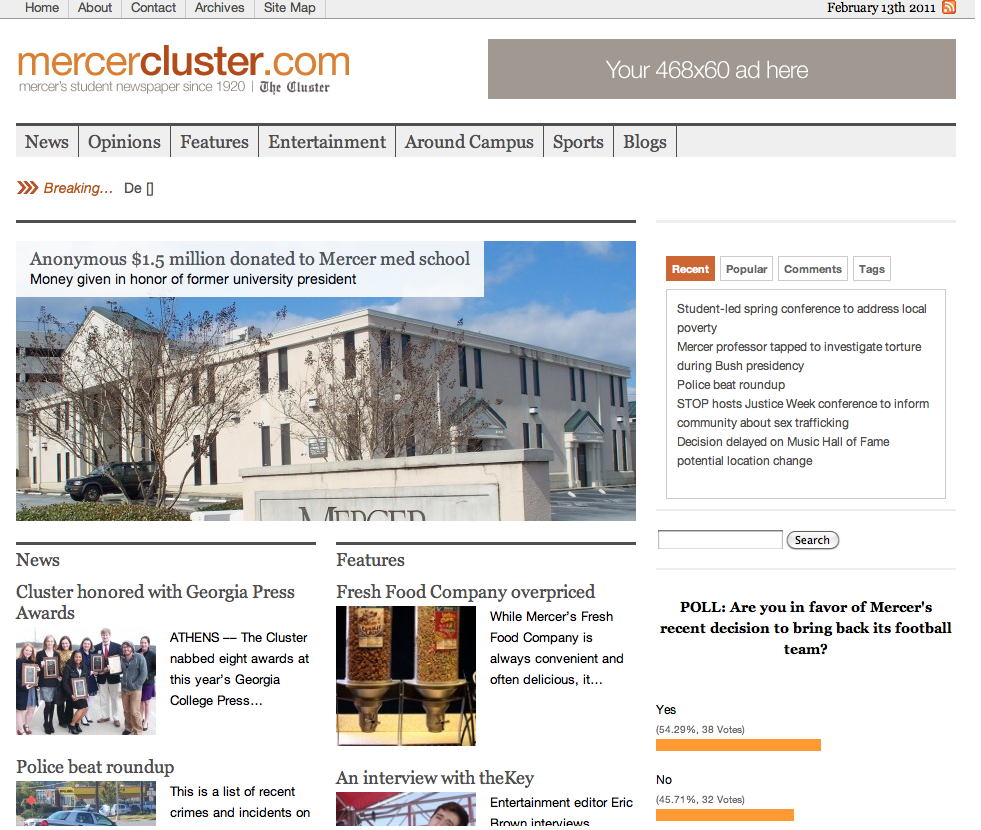 Home About Contact Archives Site Map
February 13th 2011
mercercluster.com
mercer's student newspaper since 1920 | The Cluster
Your 468x60 ad here
News Opinions Features Entertainment Around Campus Sports Blogs
Breaking... De []
Anonymous $1.5 million donated to Mercer med school
Money given in honor of former university president
MERCER
Recent Popular Comments Tags
Student-led spring conference to address local
poverty
Mercer professor tapped to investigate torture
during Bush presidency
Police beat roundup
STOP hosts Justice Week conference to inform
community about sex trafficking
Decision delayed on Music Hall of Fame
potential location change
Search
News
Cluster honored with Georgia Press
Awards
ATHENS — The Cluster
nabbed eight awards at
this year's Georgia
College Press...
Police beat roundup
This is a list of recent
crimes and incidents on
Features
Fresh Food Company overpriced
While Mercer's Fresh
Food Company is
always convenient and
often delicious, it...
An interview with theKey
Entertainment editor Eric
Brown interviews
POLL: Are you in favor of Mercer's
recent decision to bring back its football
team?
Yes
(54.29%, 38 Votes)
No
(45.71%, 32 Votes)